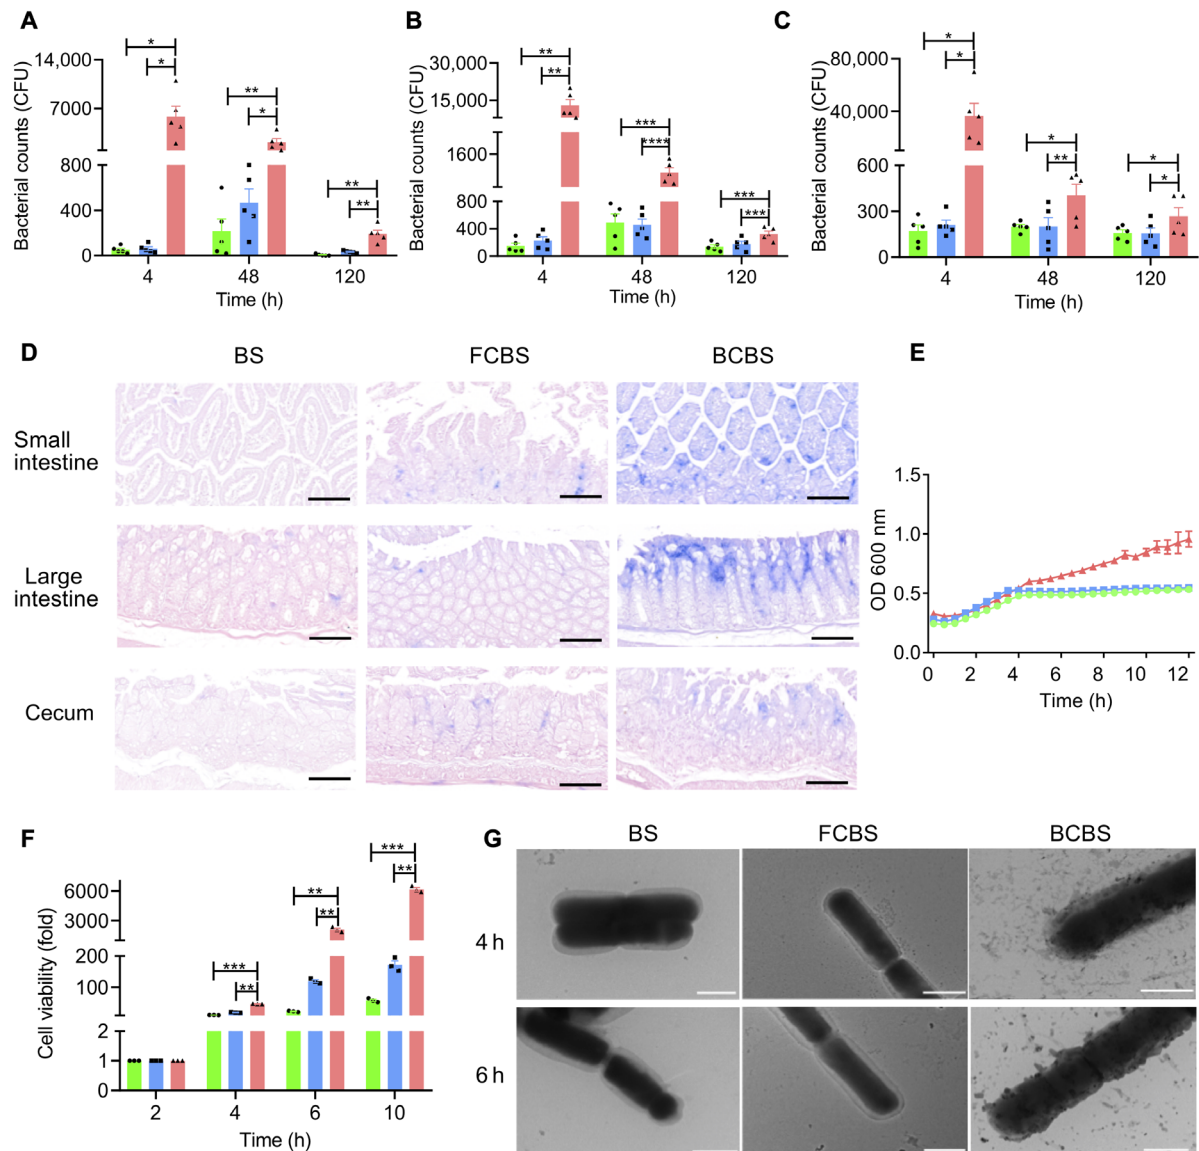 A
Bacterial counts (CFU)
14,000
7000
800
400
0
* 
*
**
*
**
**
4 48 120
Time (h)
B
Bacterial counts (CFU)
30,000
15,000
1600
800
400
0
**
**
***
****
***
***
4 48 120
Time (h)
C
Bacterial counts (CFU)
80,000
40,000
600
300
0
*
*
*
**
*
*
4 48 120
Time (h)
D
BS FCBS BCBS
Small
intestine
Large
intestine
Cecum
E
OD 600 nm
1.5
1.0
0.5
0.0
0 2 4 6 8 10 12
Time (h)
F
Cell viability (fold)
6000
3000
200
100
2
1
0
***
**
**
**
***
**
2 4 6 10
Time (h)
G
BS FCBS BCBS
4 h
6 h